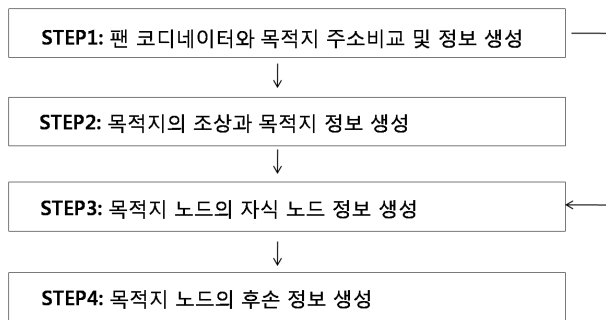 STEP1: 팬 코디네이터와 목적지 주소비교 및 정보 생성
STEP2: 목적지의 조상과 목적지 정보 생성
STEP3: 목적지 노드의 자식 노드 정보 생성
STEP4: 목적지 노드의 후손 정보 생성